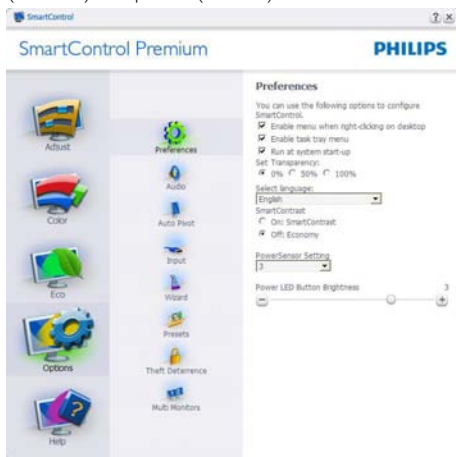 SmartControl
SmartControl Premium
PHILIPS
Adjust
Color
Eco
Options
Help
Preferences
Audio
Auto Pivot
Input
Wizard
Presets
Theft Deterrence
Multi Monitors
Preferences
You can use the following options to configure
SmartControl.
Enable menu when right-clicking on desktop
Enable task tray menu
Run at system start-up
Set Transparency:
0% 50% 100%
Select language:
English
SmartContrast
On: SmartContrast
Off: Economy
PowerSensor Setting
3
Power LED Button Brightness 3